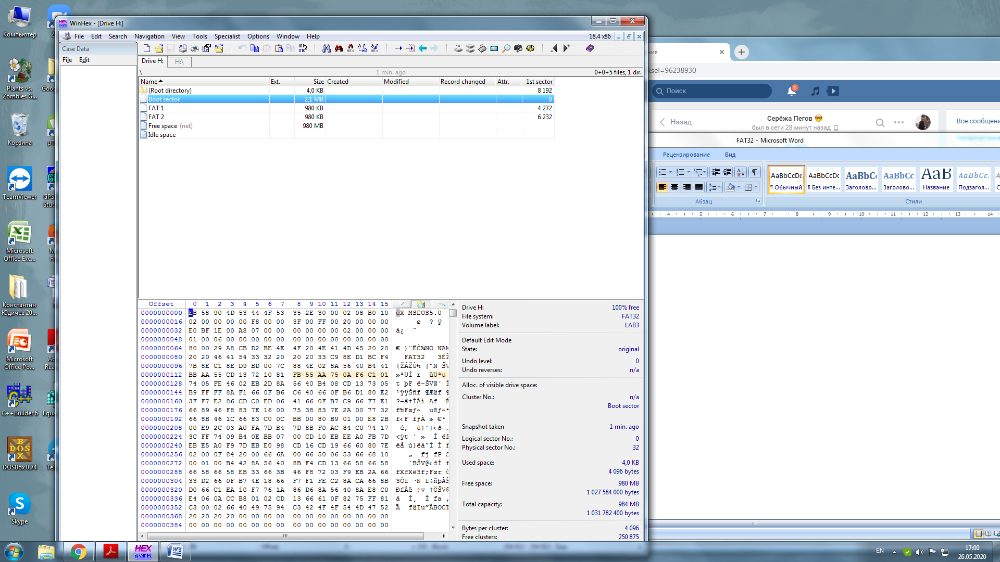 WinHex - [Drive H:]
File Edit Search Navigation View Tools Specialist Options Window Help
18.4 x86
Case Data
File Edit
Drive H: H:\
\
1 min. ago
0+0+5 files, 1 dir.
Name Ext. Size Created Modified Record changed Attr. 1st sector
(Root directory) 4,0 KB 8 192
Boot sector 2,1 MB 0
FAT 1 980 KB 4 272
FAT 2 980 KB 6 232
Free space (net) 980 MB
Idle space
Offset 0 1 2 3 4 5 6 7 8 9 10 11 12 13 14 15
0000000000 EB 58 90 4D 53 44 4F 53 35 2E 30 00 02 08 B0 10 ëX MSDOS5.0
0000000016 02 00 00 00 00 F8 00 00 3F 00 FF 00 20 00 00 00 ø ? ÿ
0000000032 E0 BF 1E 00 A8 07 00 00 00 00 00 00 02 00 00 00 à¿ ¨
0000000048 01 00 06 00 00 00 00 00 00 00 00 00 00 00 00 00
0000000064 80 00 29 A8 CB D2 BE 4E 4F 20 4E 41 4D 45 20 20 € )¨ËÒ¾NO NAM
0000000080 20 20 46 41 54 33 32 20 20 20 33 C9 8E D1 BC F4 FAT32 3ÉŽ
0000000096 7B 8E C1 8E D9 BD 00 7C 88 4E 02 8A 56 40 B4 41 {ŽÁŽÙ½ |ˆN ŠV
0000000112 BB AA 55 CD 13 72 10 81 FB 55 AA 75 0A F6 C1 01 »ªUÍ r ûUªu
0000000128 74 05 FE 46 02 EB 2D 8A 56 40 B4 08 CD 13 73 05 t þF ë-ŠV@´ Í
0000000144 B9 FF FF 8A F1 66 0F B6 C6 40 66 0F B6 D1 80 E2 ¹ÿÿŠñf ¶Æ@f ¶
0000000160 3F F7 E2 86 CD C0 ED 06 41 66 0F B7 C9 66 F7 E1 ?÷â†ÍÀí Af ·É
0000000176 66 89 46 F8 83 7E 16 00 75 38 83 7E 2A 00 77 32 f‰Føƒ~ u8ƒ~*
0000000192 66 8B 46 1C 66 83 C0 0C BB 00 80 B9 01 00 E8 2B f‹F fƒÀ » €¹
0000000208 00 E9 2C 03 A0 FA 7D B4 7D 8B F0 AC 84 C0 74 17 é, ú}´}‹ð¬„
0000000224 3C FF 74 09 B4 0E BB 07 00 CD 10 EB EE A0 FB 7D <ÿt ´ » Í ëî
0000000240 EB E5 A0 F9 7D EB E0 98 CD 16 CD 19 66 60 80 7E ëå ù}ëà˜Í Í f
0000000256 02 00 0F 84 20 00 66 6A 00 66 50 06 53 66 68 10 „ fj fP S
0000000272 00 01 00 B4 42 8A 56 40 8B F4 CD 13 66 58 66 58 ´BŠV@‹ôÍ f
0000000288 66 58 66 58 EB 33 66 3B 46 F8 72 03 F9 EB 2A 66 fXfXë3f;Før ù
0000000304 33 D2 66 0F B7 4E 18 66 F7 F1 FE C2 8A CA 66 8B 3Òf ·N f÷ñþÂŠ
0000000320 D0 66 C1 EA 10 F7 76 1A 86 D6 8A 56 40 8A E8 C0 ÐfÁê ÷v †ÖŠV@
0000000336 E4 06 0A CC B8 01 02 CD 13 66 61 0F 82 75 FF 81 ä Ì¸ Í fa ‚
0000000352 C3 00 02 66 40 49 75 94 C3 42 4F 4F 54 4D 47 52 Ã f@Iu”ÃBOOT
0000000368 20 20 20 20 00 00 00 00 00 00 00 00 00 00 00 00
0000000384 00 00 00 00 00 00 00 00 00 00 00 00 00 00 00 00
Drive H: 100% free
File system: FAT32
Volume label: LAB3
Default Edit Mode
State: original
Undo level: 0
Undo reverses: n/a
Alloc. of visible drive space:
Cluster No.: n/a
Boot sector
Snapshot taken 1 min. ago
Logical sector No.: 0
Physical sector No.: 32
Used space: 4,0 KB
4 096 bytes
Free space: 980 MB
1 027 584 000 bytes
Total capacity: 984 MB
1 031 782 400 bytes
Bytes per cluster: 4 096
Free clusters: 250 875
Компьютер
Plants vs. Zombies G...
Корзина
TeamViewer
Microsoft Office Exc...
Константин Юдичев 20...
Microsoft Office Po...
C++Builder 6
DOSBox 0.74
Skype
sel=96238930
Поиск
1
Назад
Серёжа Пегов
был в сети 28 минут назад
FAT32 - Microsoft Word
Рецензирование Вид
AaBbCcDc AaBbCcDc AaBbC AaBbCc AaB AaBbCc.
¶ Обычный ¶ Без инте... Заголово... Заголово... Название Подзагол...
Абзац Стили
4 5 6 7 8 9 10 11 12 13 14
EN
17:00
26.05.2020